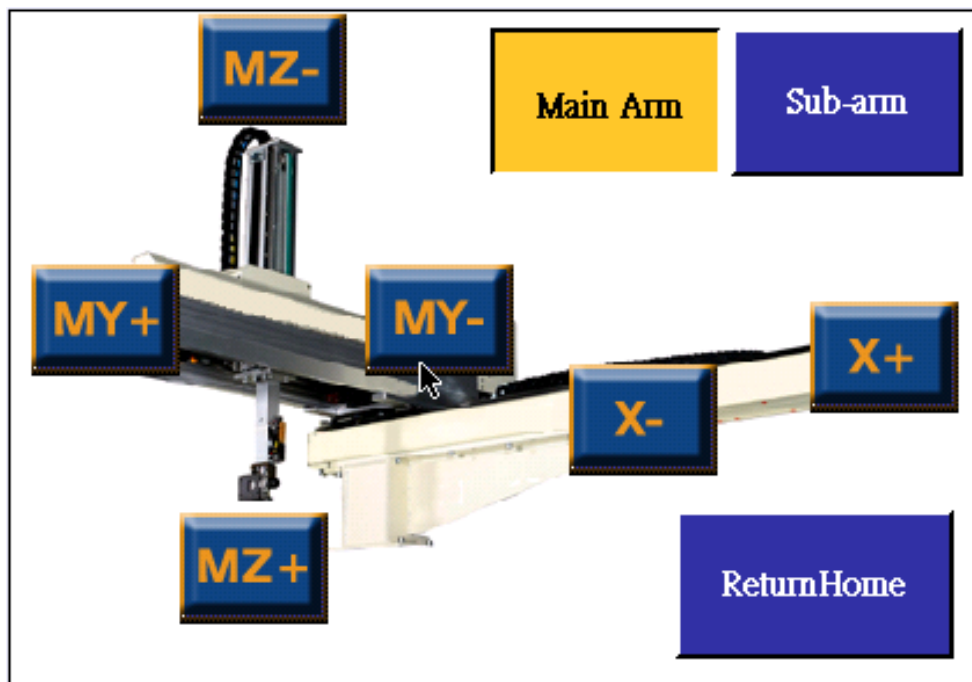 MZ-
Main Arm
Sub-arm
MY+
MY-
X+
X-
MZ+
ReturnHome